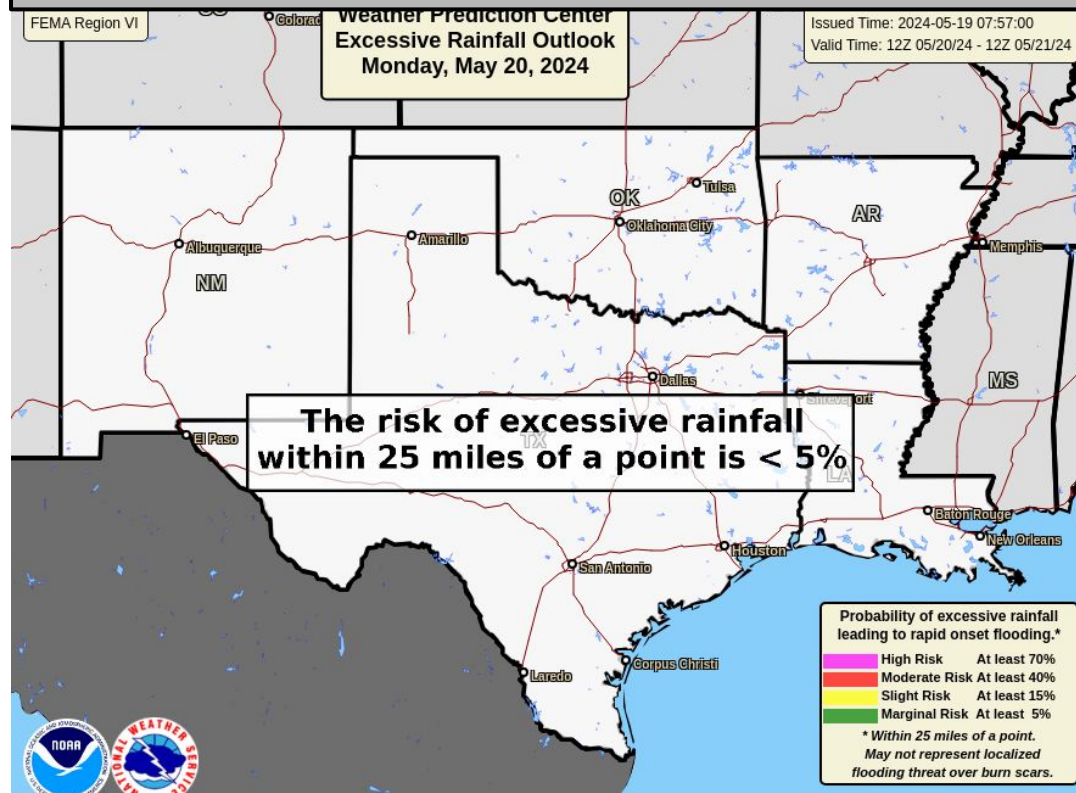 FEMA Region VI
Colorad
Weather Prediction Center
Excessive Rainfall Outlook
Monday, May 20, 2024
Issued Time: 2024-05-19 07:57:00
Valid Time: 12Z 05/20/24 - 12Z 05/21/24
Tulsa
OK
Oklahoma City
AR
Albuquerque
Amarillo
Memphis
NM
Dallas
MS
Shreveport
The risk of excessive rainfall
El Paso
TX
within 25 miles of a point is < 5%
LA
Baton Rouge
New Orleans
Houston
San Antonio
Corpus Christi
Laredo
Probability of excessive rainfall
leading to rapid onset flooding.*
High Risk At least 70%
Moderate Risk At least 40%
Slight Risk At least 15%
Marginal Risk At least 5%
* Within 25 miles of a point.
May not represent localized
flooding threat over burn scars.
NOAA
NATIONAL WEATHER SERVICE